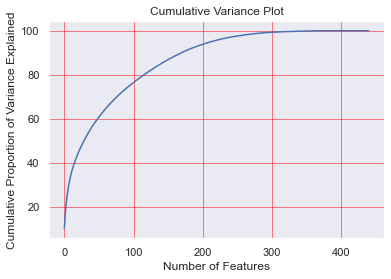 Cumulative Variance Plot
Cumulative Proportion of Variance Explained
100
80
60
40
20
0 100 200 300 400
Number of Features